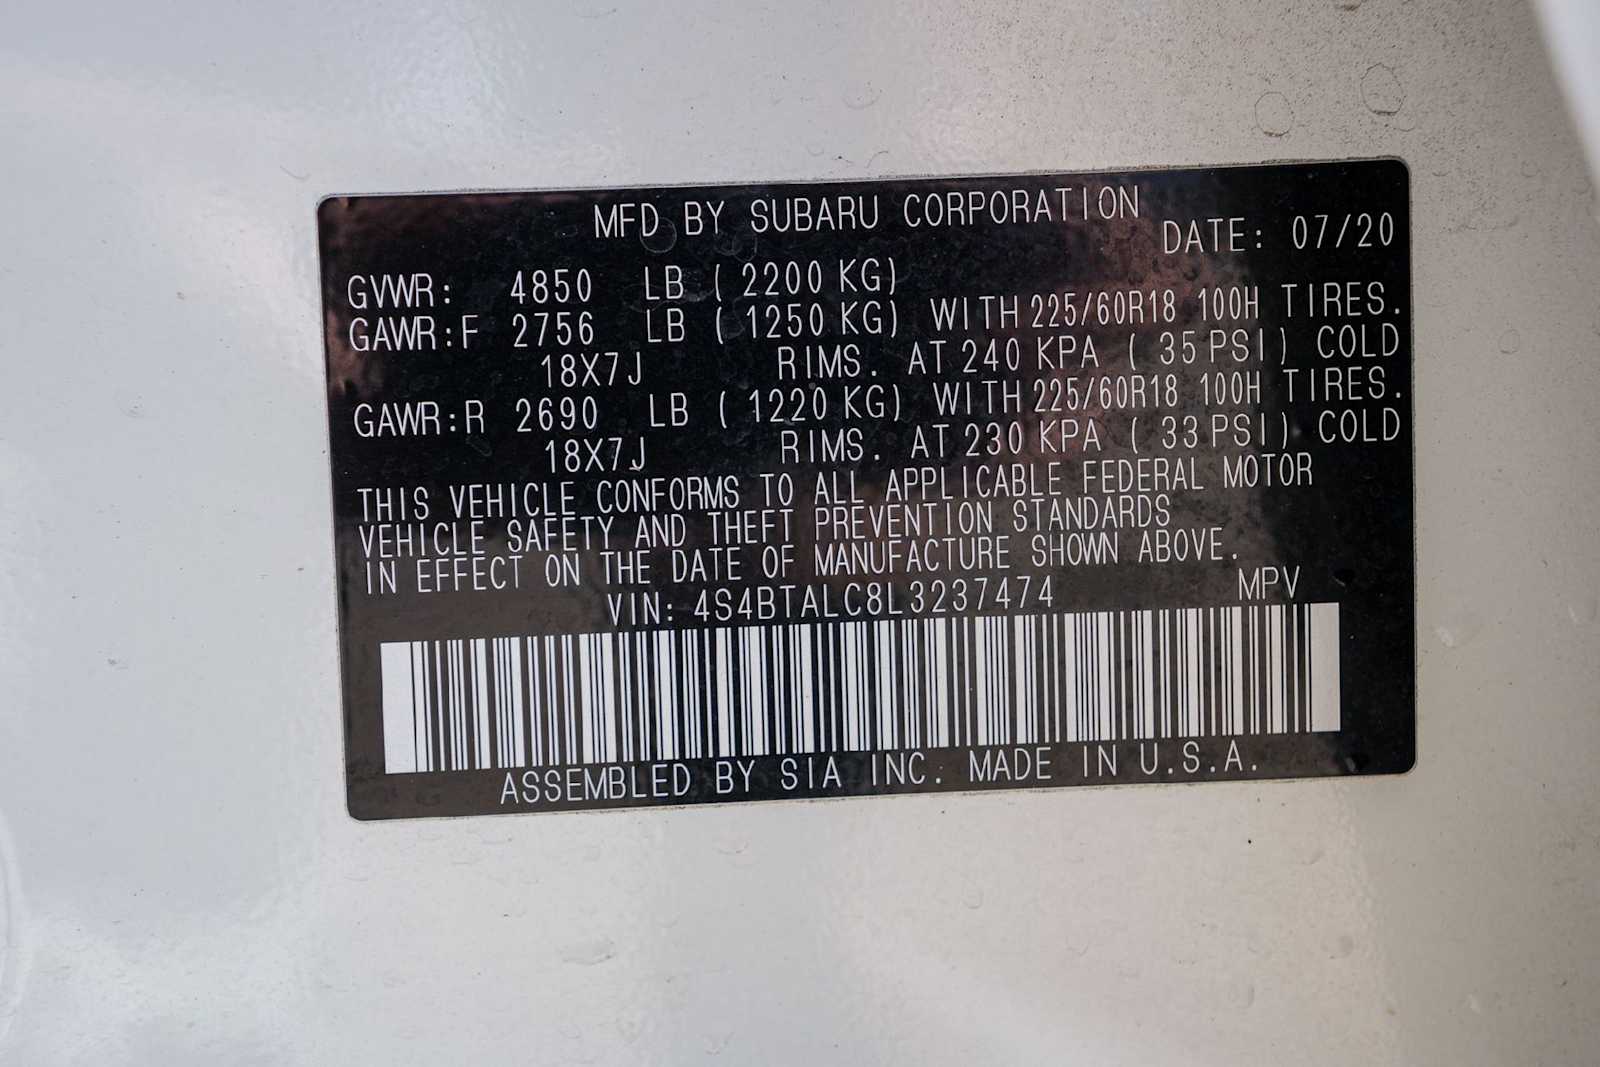 MFD BY SUBARU CORPORATION DATE: 07/20
GVWR: 4850 LB ( 2200 KG)
GAWR:F 2756 LB ( 1250 KG) WITH 225/60R18 100H TIRES.
18X7J RIMS. AT 240 KPA ( 35 PSI) COLD
GAWR:R 2690 LB ( 1220 KG) WITH 225/60R18 100H TIRES.
18X7J RIMS. AT 230 KPA ( 33 PSI) COLD
THIS VEHICLE CONFORMS TO ALL APPLICABLE FEDERAL MOTOR
VEHICLE SAFETY AND THEFT PREVENTION STANDARDS
IN EFFECT ON THE DATE OF MANUFACTURE SHOWN ABOVE.
VIN: 4S4BTALC8L3237474 MPV
ASSEMBLED BY SIA INC. MADE IN U.S.A.